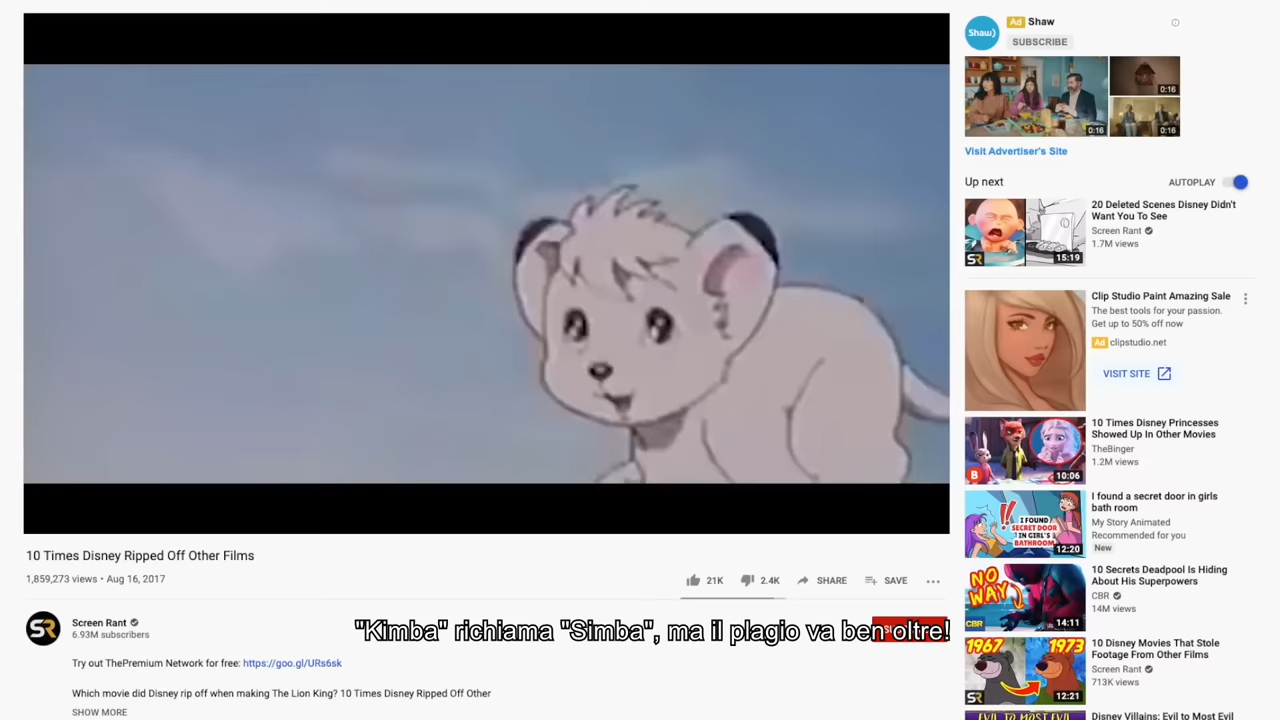 Shaw)
Ad Shaw
SUBSCRIBE
0:16
0:16
0:16
Visit Advertiser's Site
Up next
AUTOPLAY
20 Deleted Scenes Disney Didn't
Want You To See
Screen Rant
1.7M views
SR
15:19
Clip Studio Paint Amazing Sale
The best tools for your passion.
Get up to 50% off now
Ad clipstudio.net
VISIT SITE
10 Times Disney Princesses
Showed Up In Other Movies
TheBinger
1.2M views
B
10:06
I found a secret door in girls
bath room
My Story Animated
Recommended for you
New
I FOUND
SECRET DOOR
IN GIRL'S
BATHROOM
12:20
10 Secrets Deadpool Is Hiding
About His Superpowers
CBR
14M views
NO
WAY
CBR
14:11
10 Disney Movies That Stole
Footage From Other Films
Screen Rant
713K views
1967
1973
SR
12:21
Disney Villains: Evil to Most Evil
EVIL TO MOST EVIL
10 Times Disney Ripped Off Other Films
1,859,273 views • Aug 16, 2017
21K
2.4K
SHARE
SAVE
SR
Screen Rant
6.93M subscribers
"Kimba" richiama "Simba", ma il plagio va ben oltre!
Try out ThePremium Network for free: https://goo.gl/URs6sk
Which movie did Disney rip off when making The Lion King? 10 Times Disney Ripped Off Other
SHOW MORE